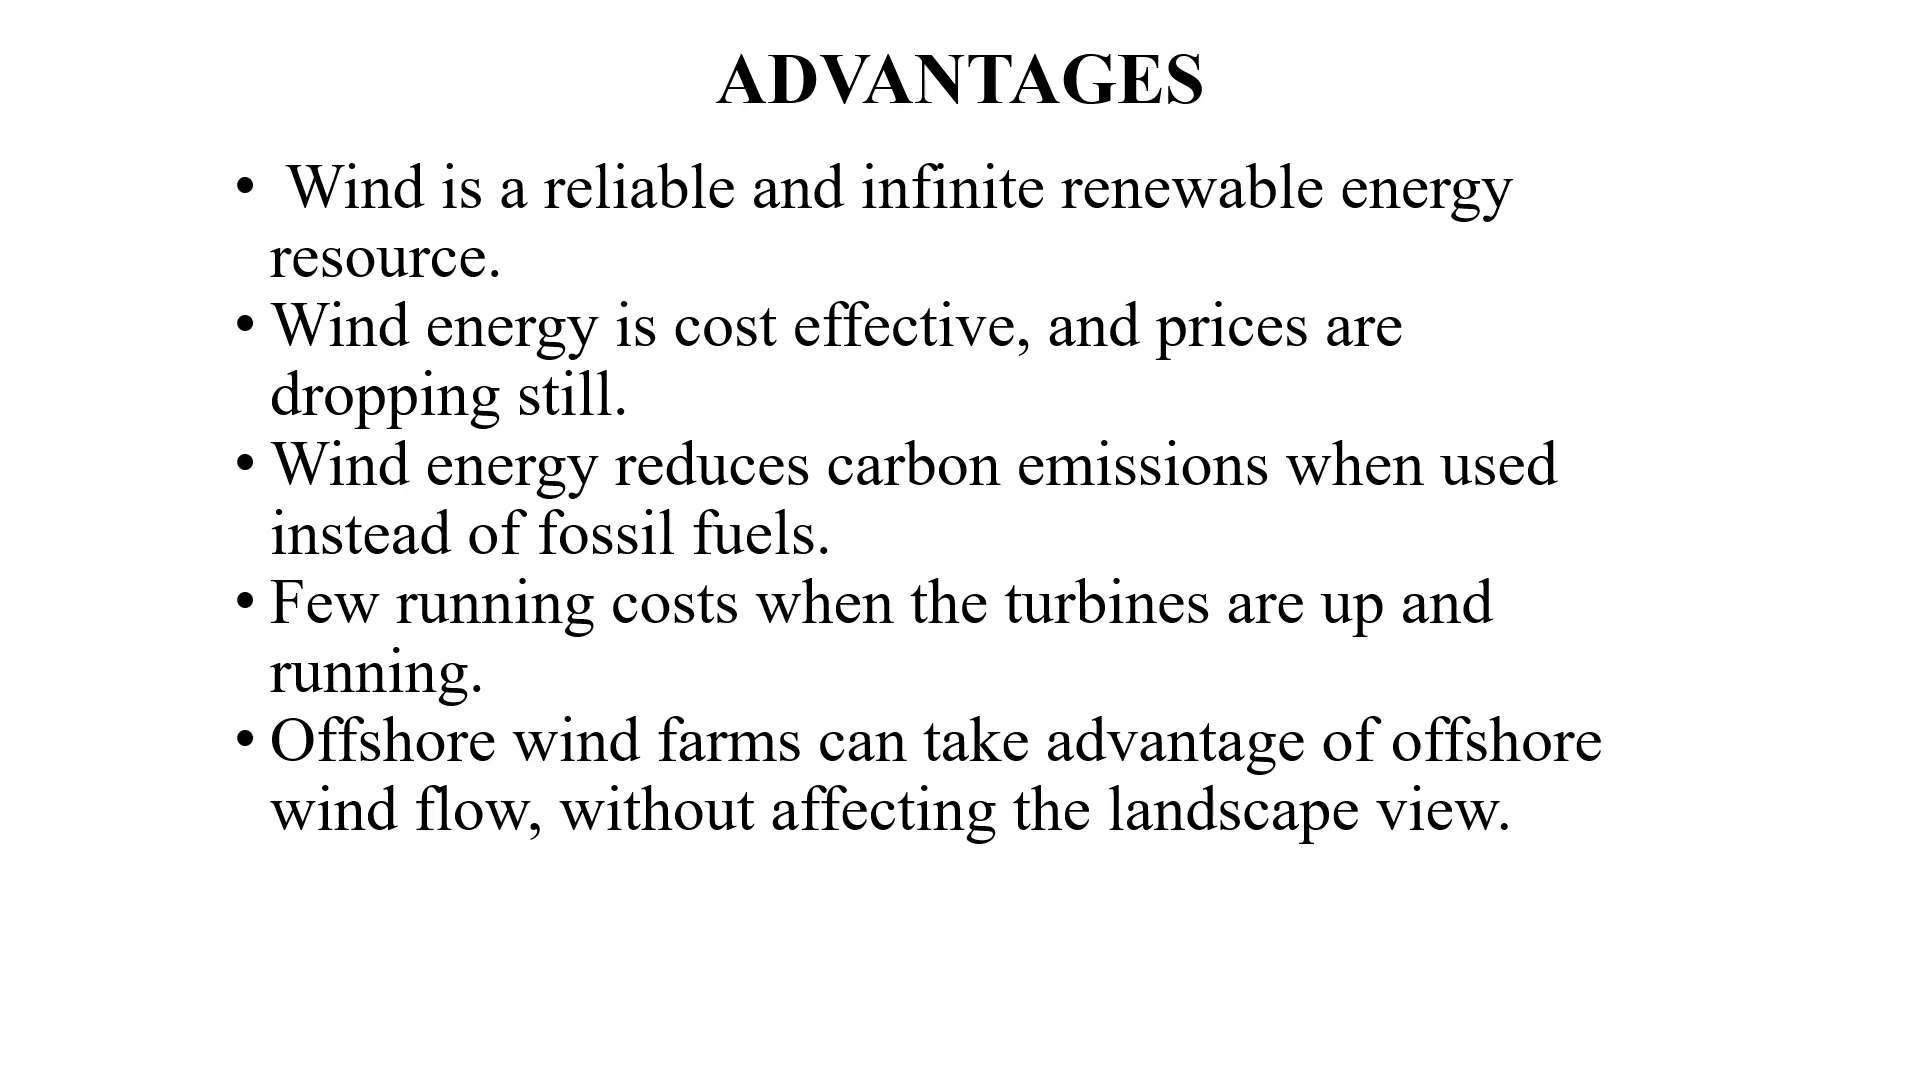 ADVANTAGES
• Wind is a reliable and infinite renewable energy
resource.
• Wind energy is cost effective, and prices are
dropping still.
• Wind energy reduces carbon emissions when used
instead of fossil fuels.
• Few running costs when the turbines are up and
running.
• Offshore wind farms can take advantage of offshore
wind flow, without affecting the landscape view.